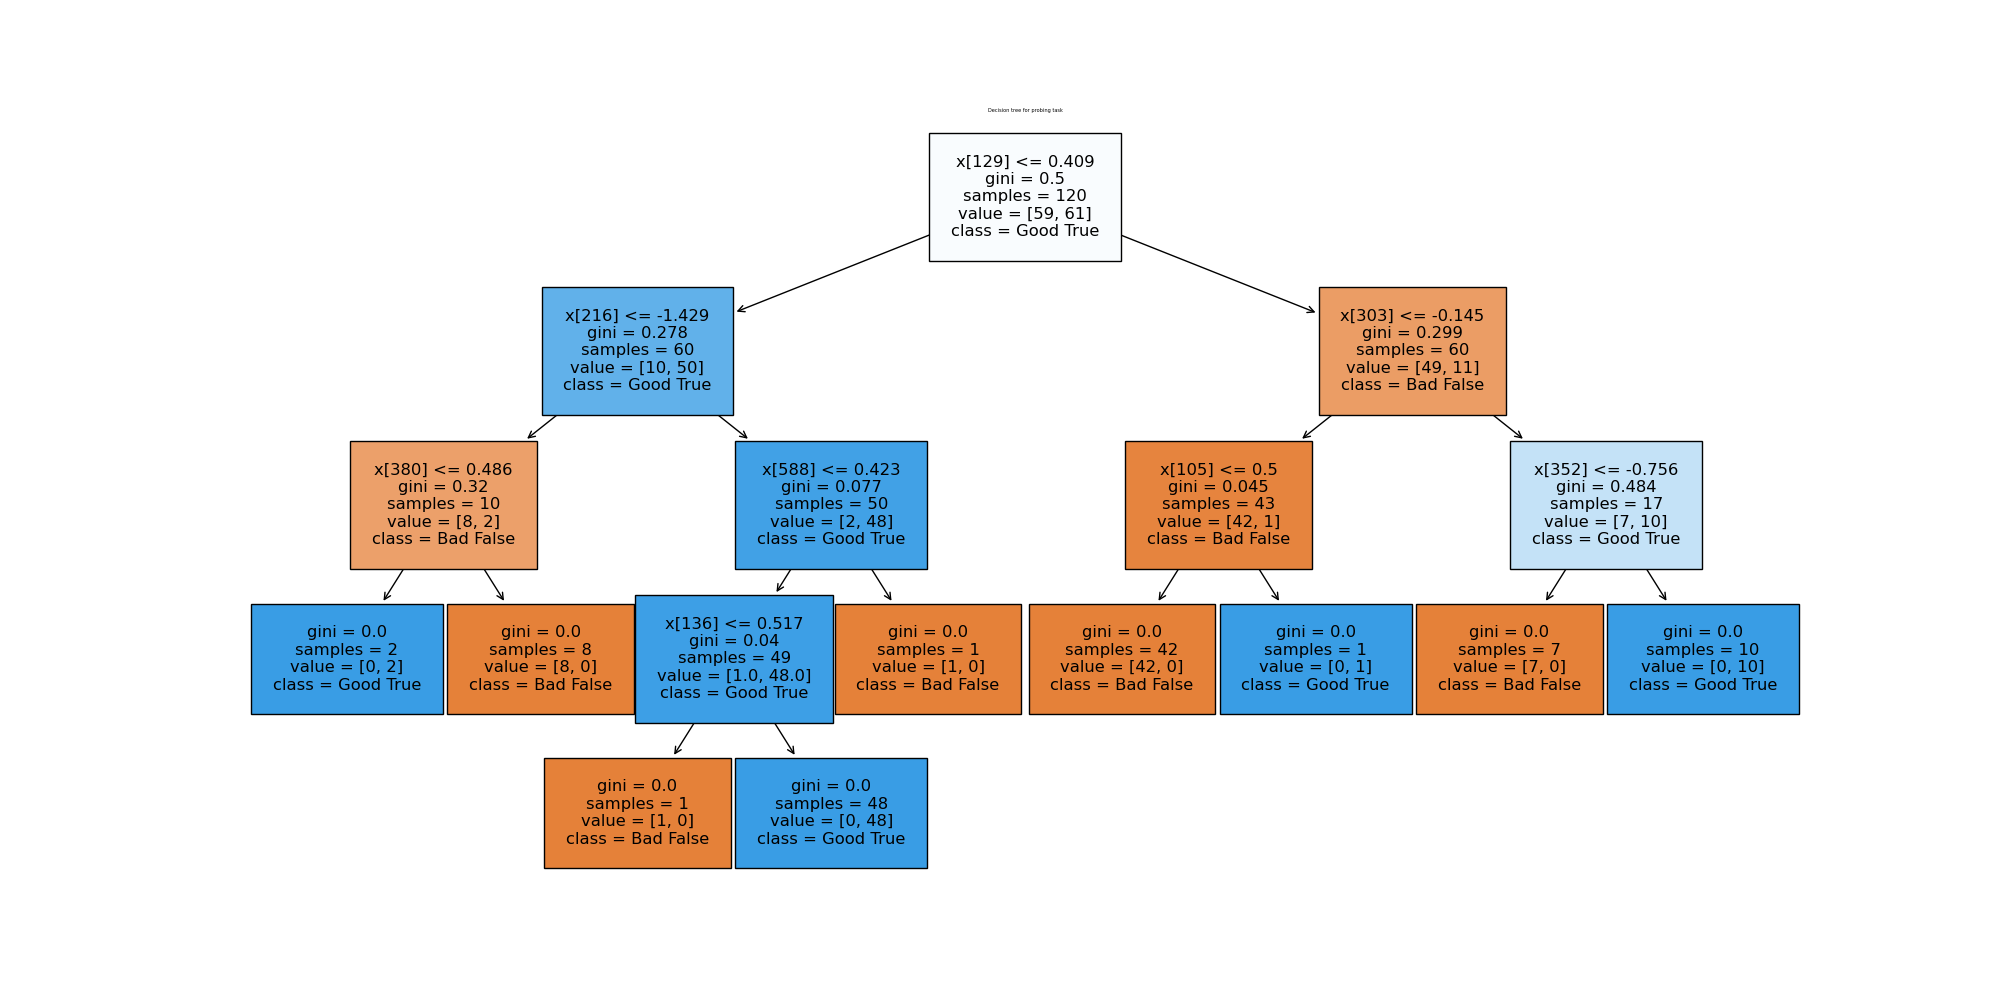 Decision tree for probing task
x[129] <= 0.409
gini = 0.5
samples = 120
value = [59, 61]
class = Good True
x[216] <= -1.429
gini = 0.278
samples = 60
value = [10, 50]
class = Good True
x[303] <= -0.145
gini = 0.299
samples = 60
value = [49, 11]
class = Bad False
x[380] <= 0.486
gini = 0.32
samples = 10
value = [8, 2]
class = Bad False
x[588] <= 0.423
gini = 0.077
samples = 50
value = [2, 48]
class = Good True
x[105] <= 0.5
gini = 0.045
samples = 43
value = [42, 1]
class = Bad False
x[352] <= -0.756
gini = 0.484
samples = 17
value = [7, 10]
class = Good True
gini = 0.0
samples = 2
value = [0, 2]
class = Good True
gini = 0.0
samples = 8
value = [8, 0]
class = Bad False
x[136] <= 0.517
gini = 0.04
samples = 49
value = [1.0, 48.0]
class = Good True
gini = 0.0
samples = 1
value = [1, 0]
class = Bad False
gini = 0.0
samples = 42
value = [42, 0]
class = Bad False
gini = 0.0
samples = 1
value = [0, 1]
class = Good True
gini = 0.0
samples = 7
value = [7, 0]
class = Bad False
gini = 0.0
samples = 10
value = [0, 10]
class = Good True
gini = 0.0
samples = 1
value = [1, 0]
class = Bad False
gini = 0.0
samples = 48
value = [0, 48]
class = Good True